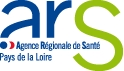 ars
Agence Régionale de Santé
Pays de la Loire